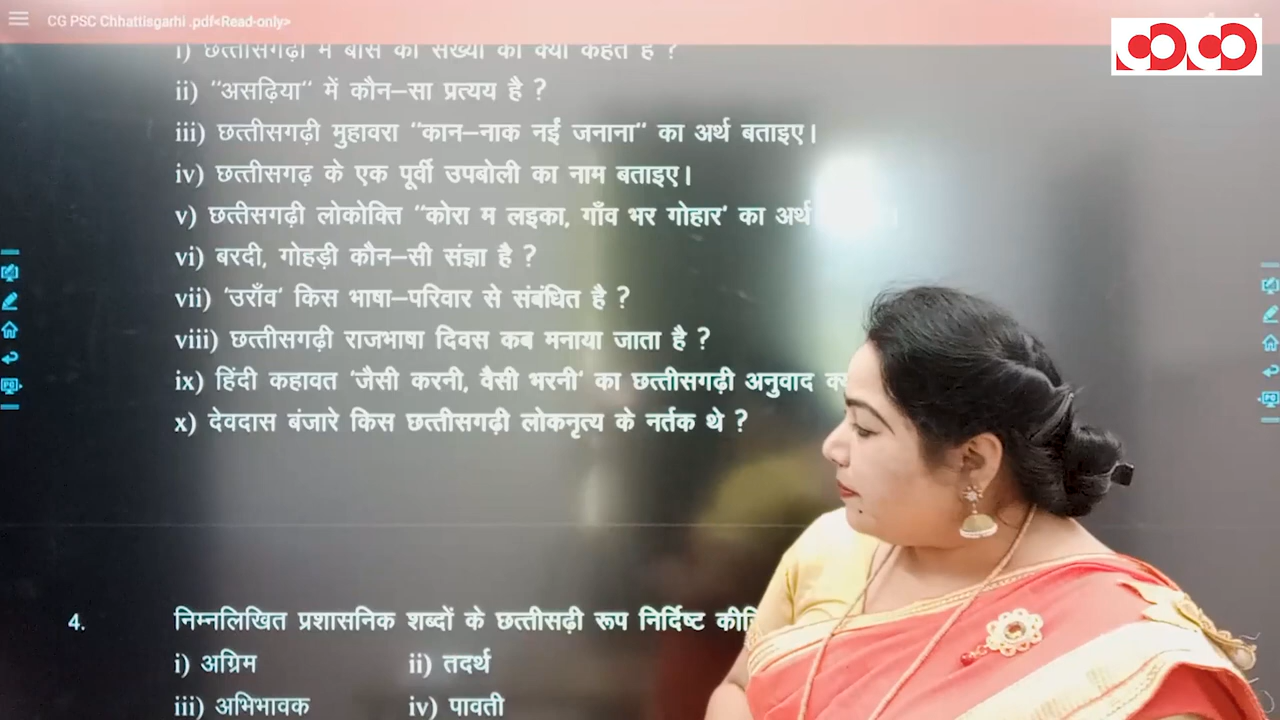 CG PSC Chhattisgarhi .pdf<Read-only>
i) छत्तीसगढ़ी में बीस की संख्या को क्या कहते हैं ?
ii) “असढ़िया” में कौन–सा प्रत्यय है ?
iii) छत्तीसगढ़ी मुहावरा “कान–नाक नईं जनाना” का अर्थ बताइए।
iv) छत्तीसगढ़ के एक पूर्वी उपबोली का नाम बताइए।
v) छत्तीसगढ़ी लोकोक्ति “कोरा म लइका, गाँव भर गोहार’ का अर्थ
vi) बरदी, गोहड़ी कौन–सी संज्ञा है ?
vii) ‘उराँव’ किस भाषा–परिवार से संबंधित है ?
viii) छत्तीसगढ़ी राजभाषा दिवस कब मनाया जाता है ?
ix) हिंदी कहावत ‘जैसी करनी, वैसी भरनी’ का छत्तीसगढ़ी अनुवाद
x) देवदास बंजारे किस छत्तीसगढ़ी लोकनृत्य के नर्तक थे ?
4. निम्नलिखित प्रशासनिक शब्दों के छत्तीसढ़ी रूप निर्दिष्ट
i) अग्रिम ii) तदर्थ
iii) अभिभावक iv) पावती